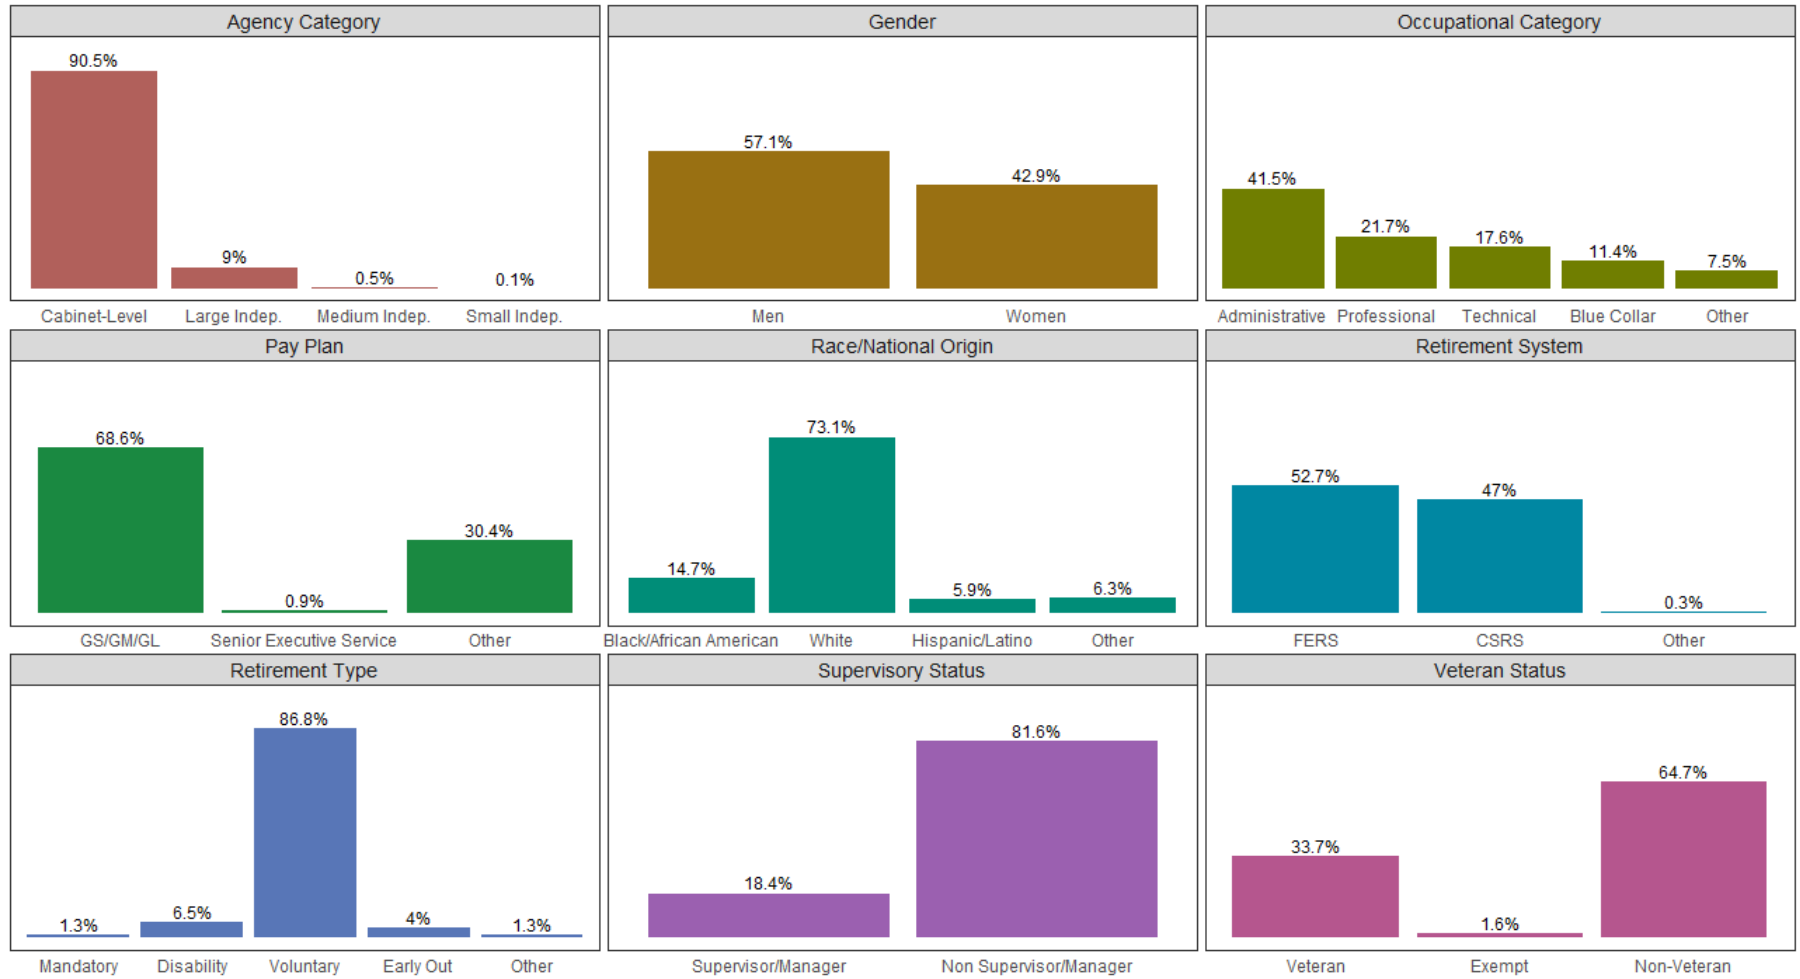 Agency Category
90.5%
9%
0.5%
0.1%
Cabinet-Level Large Indep. Medium Indep. Small Indep.
Gender
57.1%
42.9%
Men Women
Occupational Category
41.5%
21.7%
17.6%
11.4%
7.5%
Administrative Professional Technical Blue Collar Other
Pay Plan
68.6%
0.9%
30.4%
GS/GM/GL Senior Executive Service Other
Race/National Origin
14.7%
73.1%
5.9%
6.3%
Black/African American White Hispanic/Latino Other
Retirement System
52.7%
47%
0.3%
FERS CSRS Other
Retirement Type
1.3%
6.5%
86.8%
4%
1.3%
Mandatory Disability Voluntary Early Out Other
Supervisory Status
18.4%
81.6%
Supervisor/Manager Non Supervisor/Manager
Veteran Status
33.7%
1.6%
64.7%
Veteran Exempt Non-Veteran